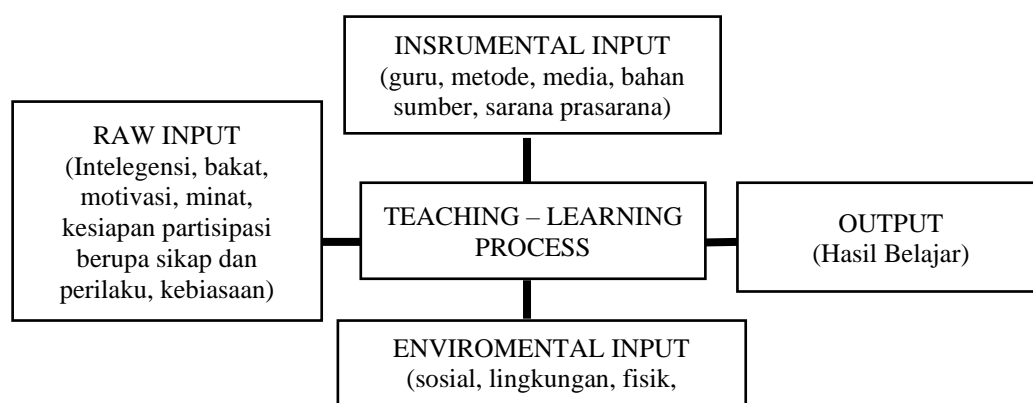 INSRUMENTAL INPUT
(guru, metode, media, bahan
sumber, sarana prasarana)
RAW INPUT
(Intelegensi, bakat,
motivasi, minat,
kesiapan partisipasi
berupa sikap dan
perilaku, kebiasaan)
TEACHING – LEARNING
PROCESS
OUTPUT
(Hasil Belajar)
ENVIROMENTAL INPUT
(sosial, lingkungan, fisik,